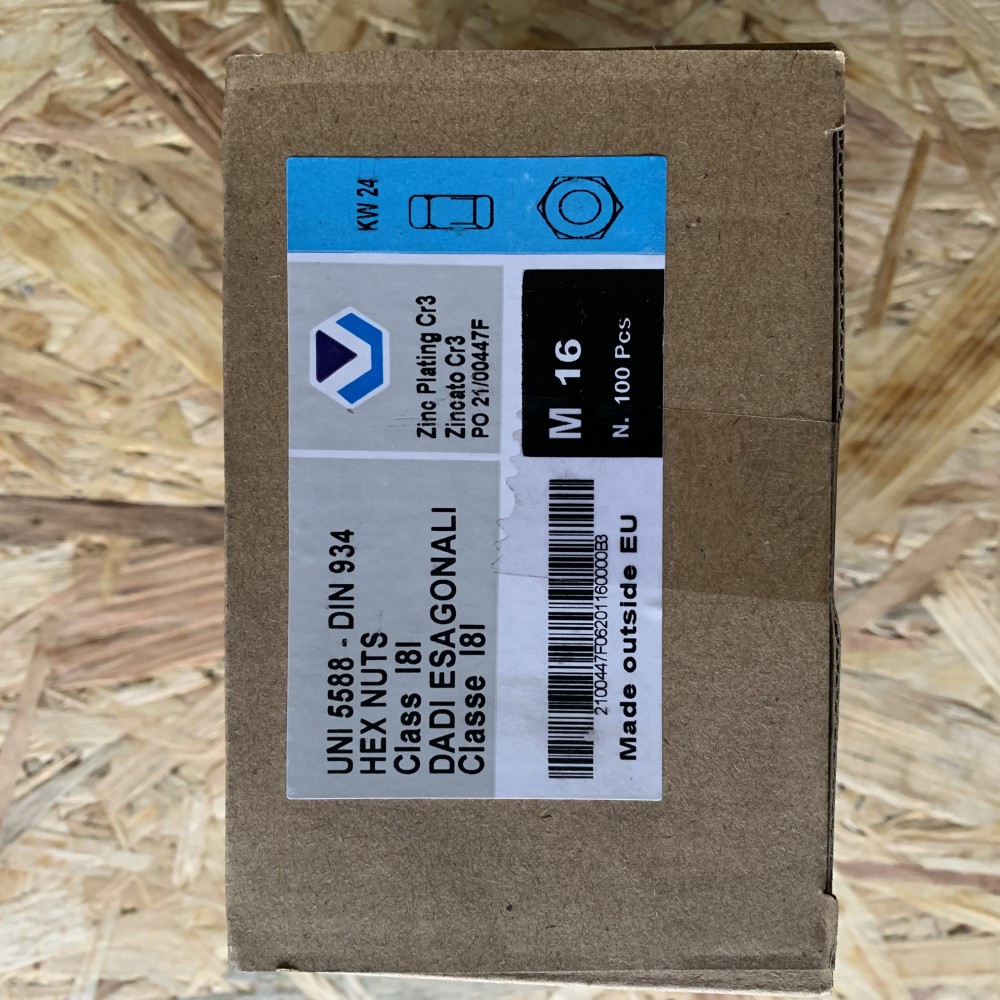 UNI 5588 - DIN 934
HEX NUTS
Class I8I
DADI ESAGONALI
Classe I8I
Zinc Plating Cr3
Zincato Cr3
PO 21/00447F
KW 24
M 16
N. 100 Pcs
2100447F06201160000B3
Made outside EU